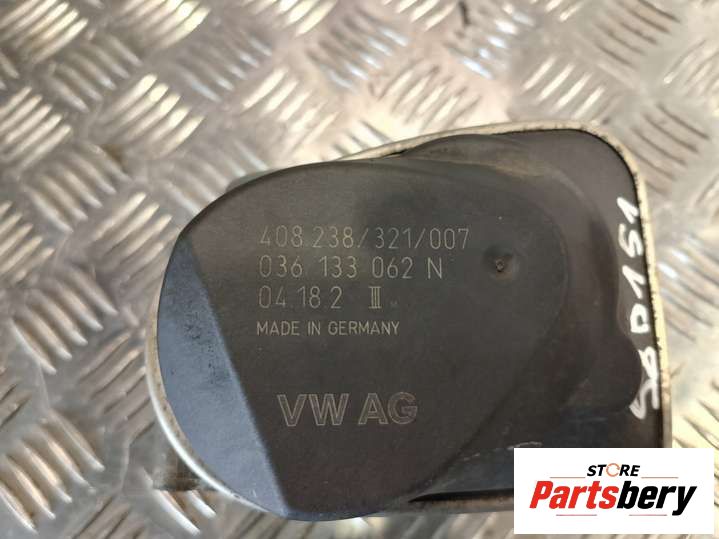 408.238/321/007
036 133 062 N
04.18 2 III
MADE IN GERMANY
VW AG
STORE
Partsbery